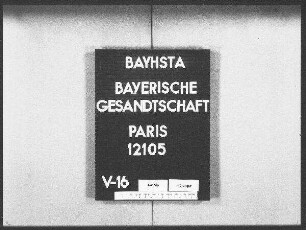 BAYHSTA
BAYERISCHE
GESANDTSCHAFT
PARIS
12105
V-16